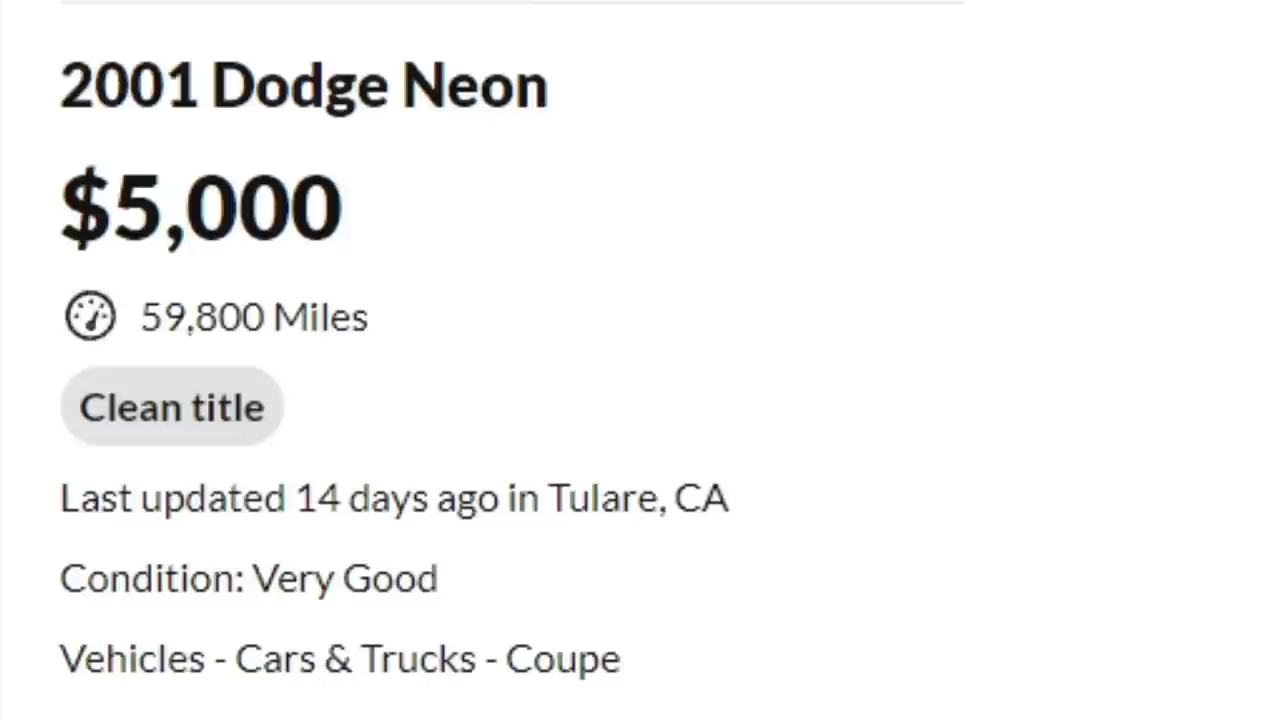 2001 Dodge Neon
$5,000
59,800 Miles
Clean title
Last updated 14 days ago in Tulare, CA
Condition: Very Good
Vehicles - Cars & Trucks - Coupe